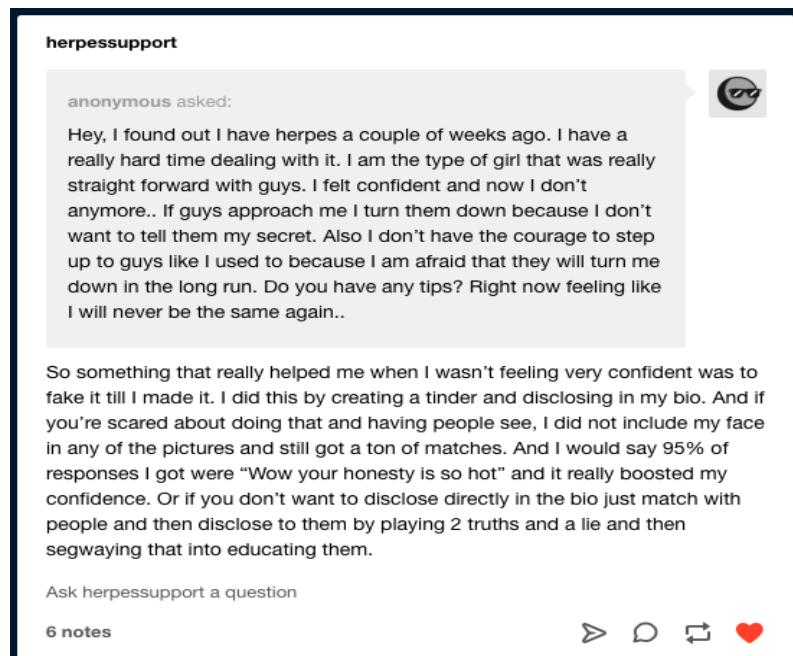 herpessupport
anonymous asked:
Hey, I found out I have herpes a couple of weeks ago. I have a
really hard time dealing with it. I am the type of girl that was really
straight forward with guys. I felt confident and now I don’t
anymore.. If guys approach me I turn them down because I don’t
want to tell them my secret. Also I don’t have the courage to step
up to guys like I used to because I am afraid that they will turn me
down in the long run. Do you have any tips? Right now feeling like
I will never be the same again..
So something that really helped me when I wasn’t feeling very confident was to
fake it till I made it. I did this by creating a tinder and disclosing in my bio. And if
you’re scared about doing that and having people see, I did not include my face
in any of the pictures and still got a ton of matches. And I would say 95% of
responses I got were “Wow your honesty is so hot” and it really boosted my
confidence. Or if you don’t want to disclose directly in the bio just match with
people and then disclose to them by playing 2 truths and a lie and then
segwaying that into educating them.
Ask herpessupport a question
6 notes